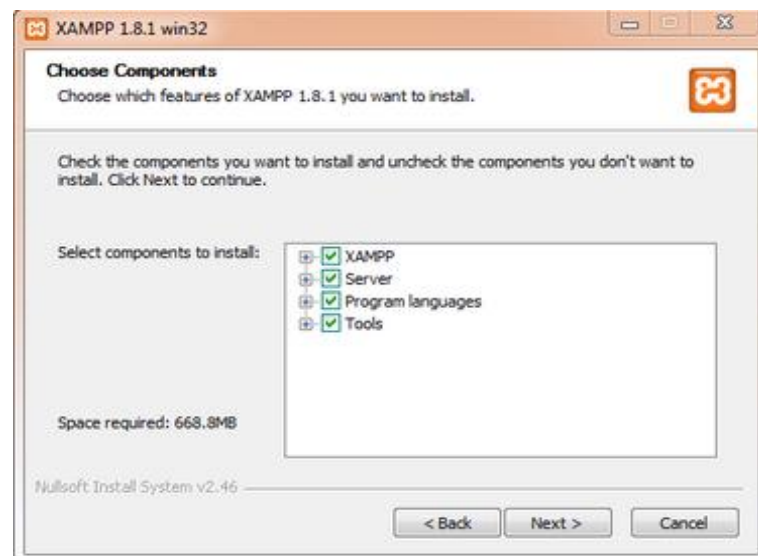 XAMPP 1.8.1 win32
Choose Components
Choose which features of XAMPP 1.8.1 you want to install.
Check the components you want to install and uncheck the components you don't want to
install. Click Next to continue.
Select components to install:
XAMPP
Server
Program languages
Tools
Space required: 668.8MB
Nullsoft Install System v2.46
< Back Next > Cancel